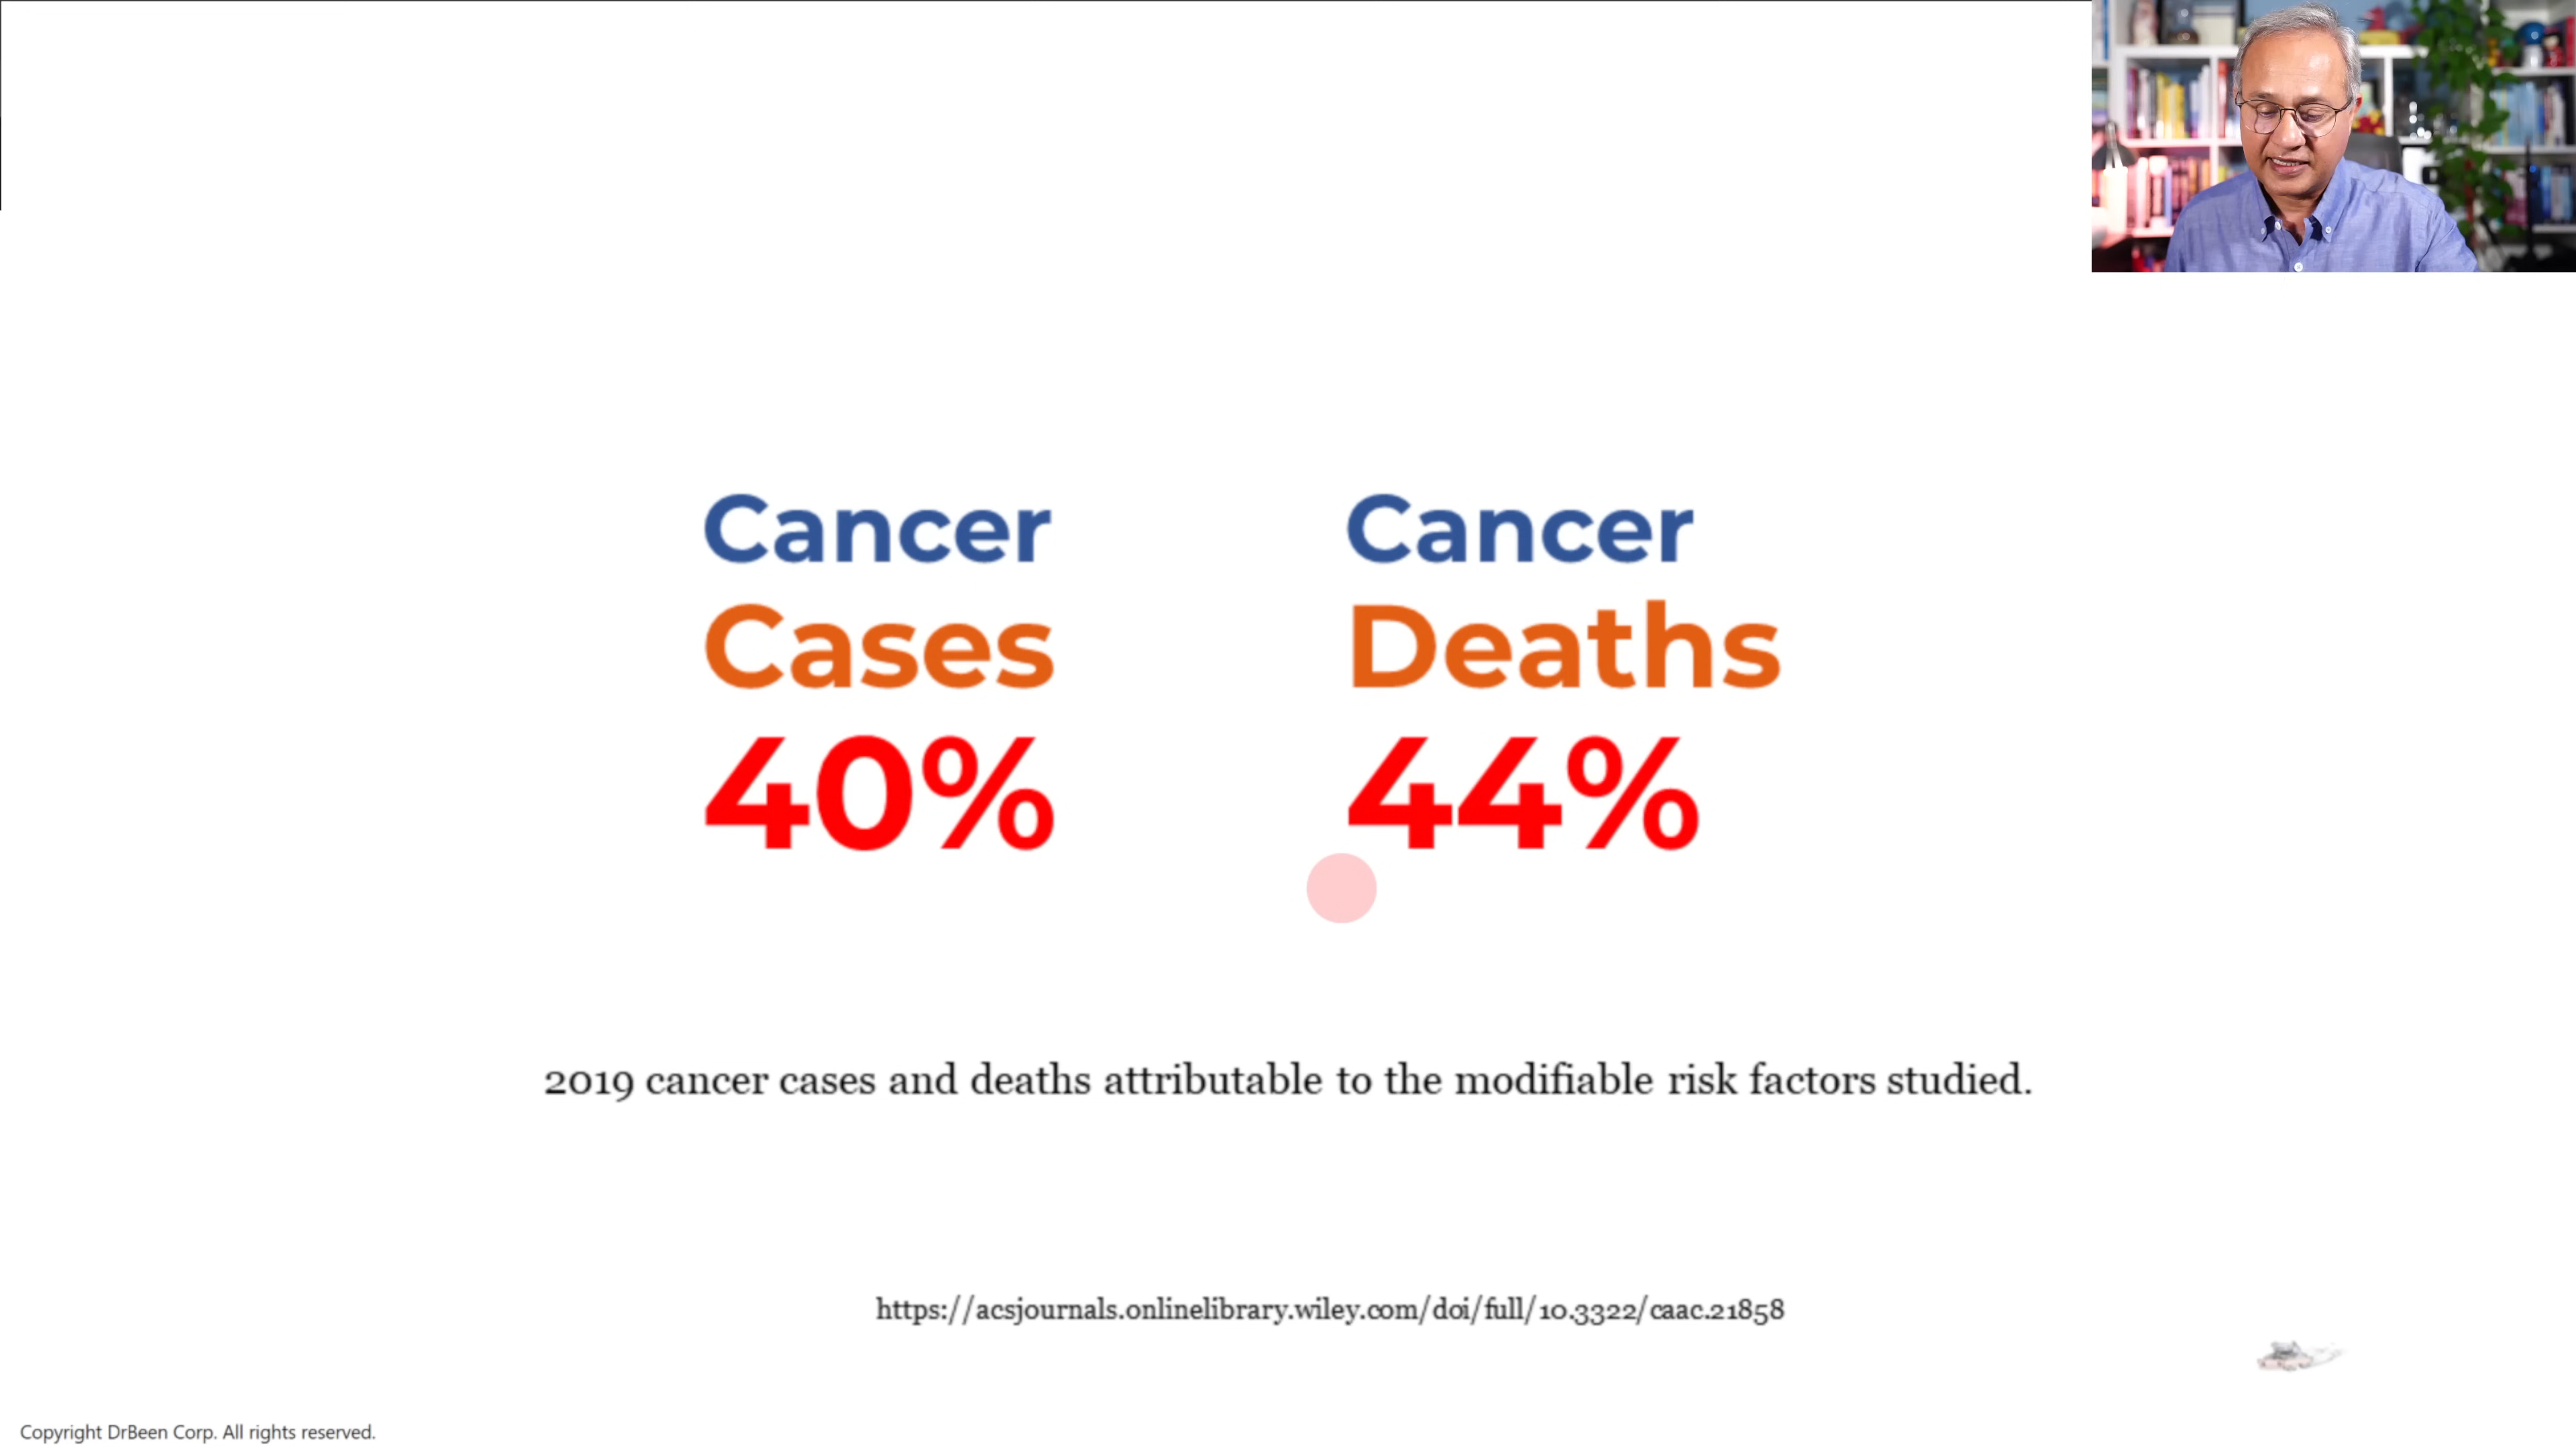 Cancer
Cases
40%
Cancer
Deaths
44%
2019 cancer cases and deaths attributable to the modifiable risk factors studied.
https://acsjournals.onlinelibrary.wiley.com/doi/full/10.3322/caac.21858
Copyright DrBeen Corp. All rights reserved.